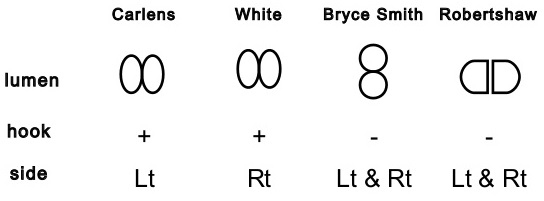 Carlens White Bryce Smith Robertshaw
lumen
hook + + - -
side Lt Rt Lt & Rt Lt & Rt